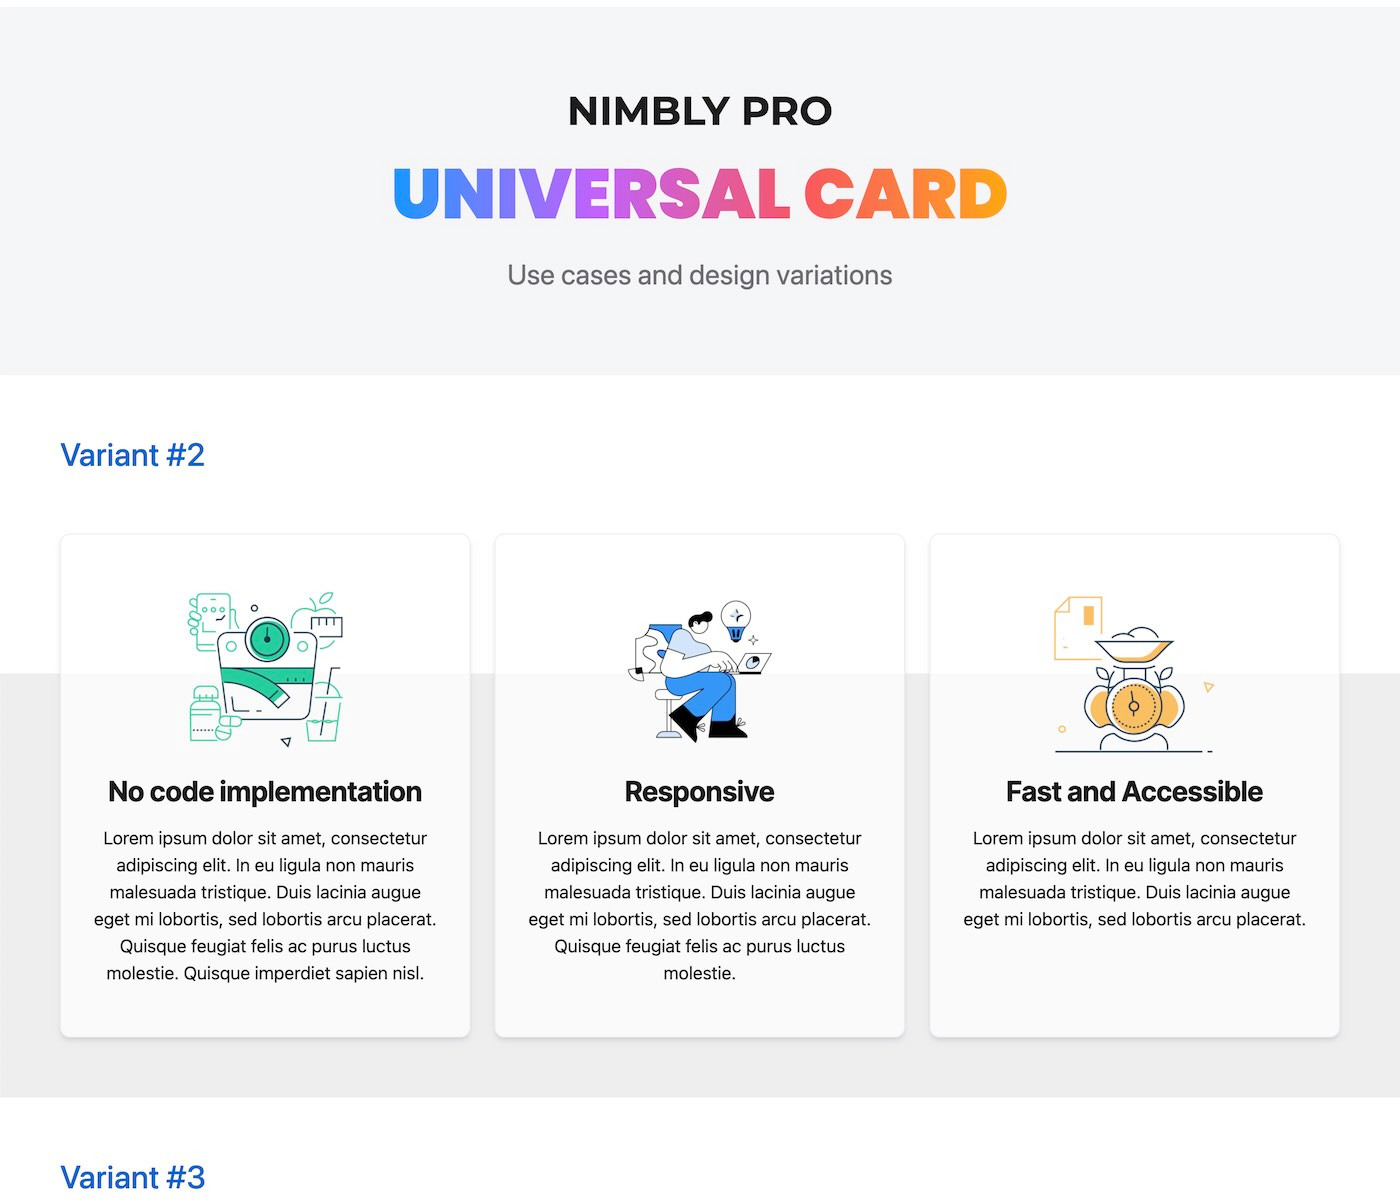 NIMBLY PRO
UNIVERSAL CARD
Use cases and design variations
Variant #2
No code implementation
Lorem ipsum dolor sit amet, consectetur
adipiscing elit. In eu ligula non mauris
malesuada tristique. Duis lacinia augue
eget mi lobortis, sed lobortis arcu placerat.
Quisque feugiat felis ac purus luctus
molestie. Quisque imperdiet sapien nisl.
Responsive
Lorem ipsum dolor sit amet, consectetur
adipiscing elit. In eu ligula non mauris
malesuada tristique. Duis lacinia augue
eget mi lobortis, sed lobortis arcu placerat.
Quisque feugiat felis ac purus luctus
molestie.
Fast and Accessible
Lorem ipsum dolor sit amet, consectetur
adipiscing elit. In eu ligula non mauris
malesuada tristique. Duis lacinia augue
eget mi lobortis, sed lobortis arcu placerat.
Variant #3